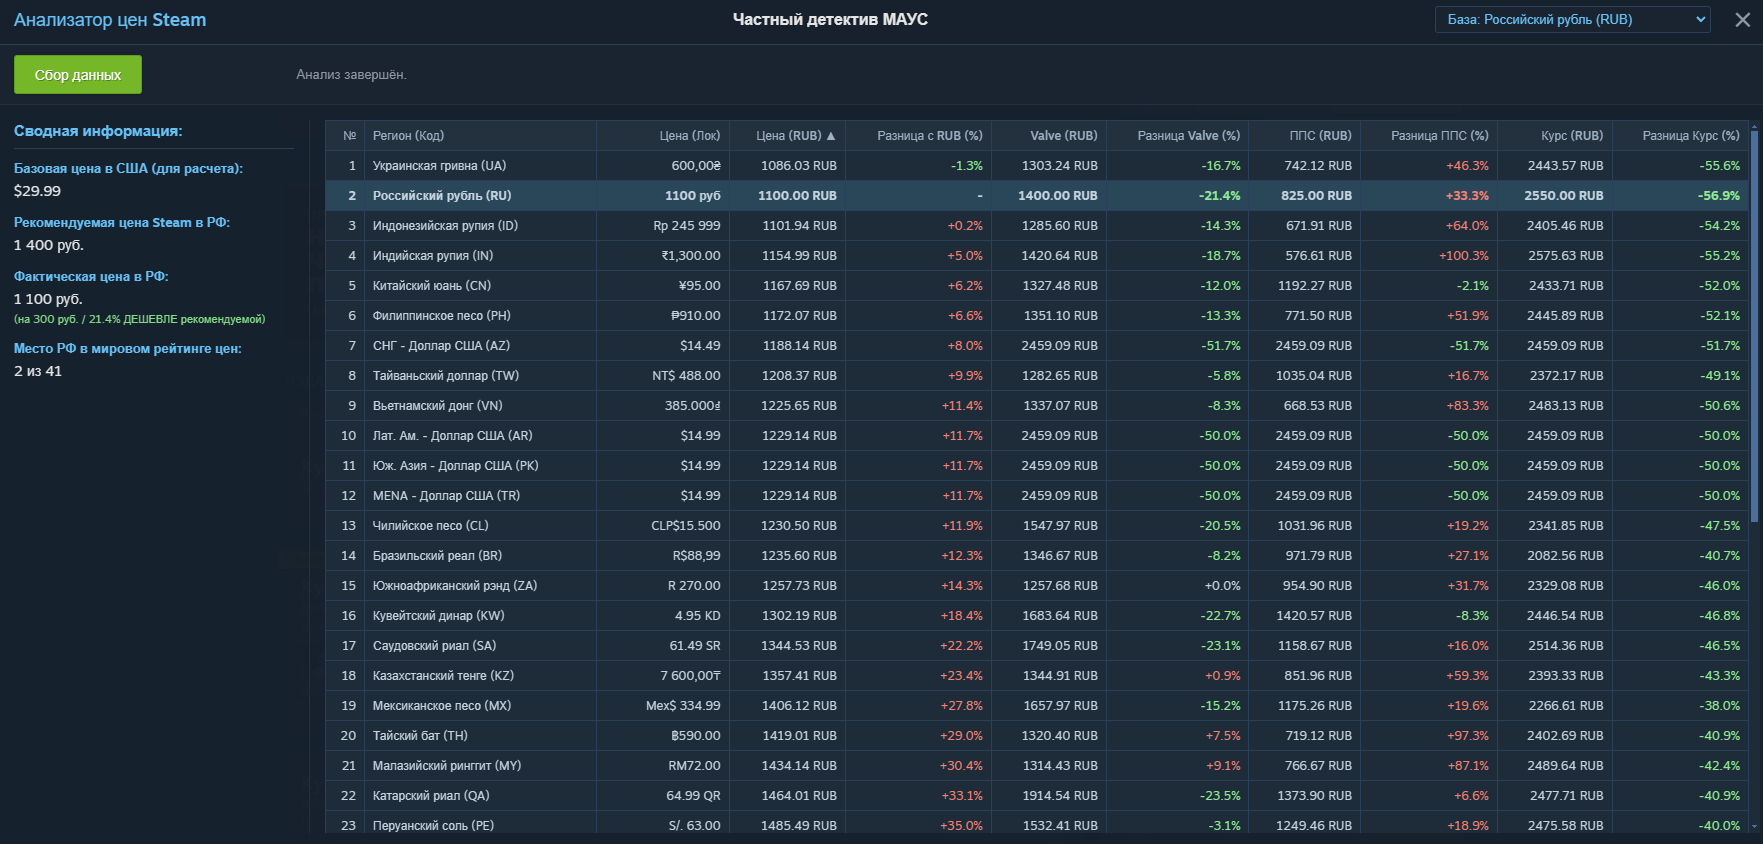 Анализатор цен Steam
Частный детектив МАУС
База: Российский рубль (RUB)
Сбор данных
Анализ завершён.
Сводная информация:
Базовая цена в США (для расчета):
$29.99
Рекомендуемая цена Steam в РФ:
1 400 руб.
Фактическая цена в РФ:
1 100 руб.
(на 300 руб. / 21.4% ДЕШЕВЛЕ рекомендуемой)
Место РФ в мировом рейтинге цен:
2 из 41
№ Регион (Код) Цена (Лок) Цена (RUB) ▲ Разница с RUB (%) Valve (RUB) Разница Valve (%) ППС (RUB) Разница ППС (%) Курс (RUB) Разница Курс (%)
1 Украинская гривна (UA) 600,00₴ 1086.03 RUB -1.3% 1303.24 RUB -16.7% 742.12 RUB +46.3% 2443.57 RUB -55.6%
2 Российский рубль (RU) 1100 руб 1100.00 RUB - 1400.00 RUB -21.4% 825.00 RUB +33.3% 2550.00 RUB -56.9%
3 Индонезийская рупия (ID) Rp 245 999 1101.94 RUB +0.2% 1285.60 RUB -14.3% 671.91 RUB +64.0% 2405.46 RUB -54.2%
4 Индийская рупия (IN) ₹1,300.00 1154.99 RUB +5.0% 1420.64 RUB -18.7% 576.61 RUB +100.3% 2575.63 RUB -55.2%
5 Китайский юань (CN) ¥95.00 1167.69 RUB +6.2% 1327.48 RUB -12.0% 1192.27 RUB -2.1% 2433.71 RUB -52.0%
6 Филиппинское песо (PH) ₱910.00 1172.07 RUB +6.6% 1351.10 RUB -13.3% 771.50 RUB +51.9% 2445.89 RUB -52.1%
7 СНГ - Доллар США (AZ) $14.49 1188.14 RUB +8.0% 2459.09 RUB -51.7% 2459.09 RUB -51.7% 2459.09 RUB -51.7%
8 Тайваньский доллар (TW) NT$ 488.00 1208.37 RUB +9.9% 1282.65 RUB -5.8% 1035.04 RUB +16.7% 2372.17 RUB -49.1%
9 Вьетнамский донг (VN) 385.000₫ 1225.65 RUB +11.4% 1337.07 RUB -8.3% 668.53 RUB +83.3% 2483.13 RUB -50.6%
10 Лат. Ам. - Доллар США (AR) $14.99 1229.14 RUB +11.7% 2459.09 RUB -50.0% 2459.09 RUB -50.0% 2459.09 RUB -50.0%
11 Юж. Азия - Доллар США (PK) $14.99 1229.14 RUB +11.7% 2459.09 RUB -50.0% 2459.09 RUB -50.0% 2459.09 RUB -50.0%
12 MENA - Доллар США (TR) $14.99 1229.14 RUB +11.7% 2459.09 RUB -50.0% 2459.09 RUB -50.0% 2459.09 RUB -50.0%
13 Чилийское песо (CL) CLP$15.500 1230.50 RUB +11.9% 1547.97 RUB -20.5% 1031.96 RUB +19.2% 2341.85 RUB -47.5%
14 Бразильский реал (BR) R$88,99 1235.60 RUB +12.3% 1346.67 RUB -8.2% 971.79 RUB +27.1% 2082.56 RUB -40.7%
15 Южноафриканский рэнд (ZA) R 270.00 1257.73 RUB +14.3% 1257.68 RUB +0.0% 954.90 RUB +31.7% 2329.08 RUB -46.0%
16 Кувейтский динар (KW) 4.95 KD 1302.19 RUB +18.4% 1683.64 RUB -22.7% 1420.57 RUB -8.3% 2446.54 RUB -46.8%
17 Саудовский риал (SA) 61.49 SR 1344.53 RUB +22.2% 1749.05 RUB -23.1% 1158.67 RUB +16.0% 2514.36 RUB -46.5%
18 Казахстанский тенге (KZ) 7 600,00₸ 1357.41 RUB +23.4% 1344.91 RUB +0.9% 851.96 RUB +59.3% 2393.33 RUB -43.3%
19 Мексиканское песо (MX) Mex$ 334.99 1406.12 RUB +27.8% 1657.97 RUB -15.2% 1175.26 RUB +19.6% 2266.61 RUB -38.0%
20 Тайский бат (TH) ฿590.00 1419.01 RUB +29.0% 1320.40 RUB +7.5% 719.12 RUB +97.3% 2402.69 RUB -40.9%
21 Малазийский ринггит (MY) RM72.00 1434.14 RUB +30.4% 1314.43 RUB +9.1% 766.67 RUB +87.1% 2489.64 RUB -42.4%
22 Катарский риал (QA) 64.99 QR 1464.01 RUB +33.1% 1914.54 RUB -23.5% 1373.90 RUB +6.6% 2477.71 RUB -40.9%
23 Перуанский соль (PE) S/. 63.00 1485.49 RUB +35.0% 1532.41 RUB -3.1% 1249.46 RUB +18.9% 2475.58 RUB -40.0%